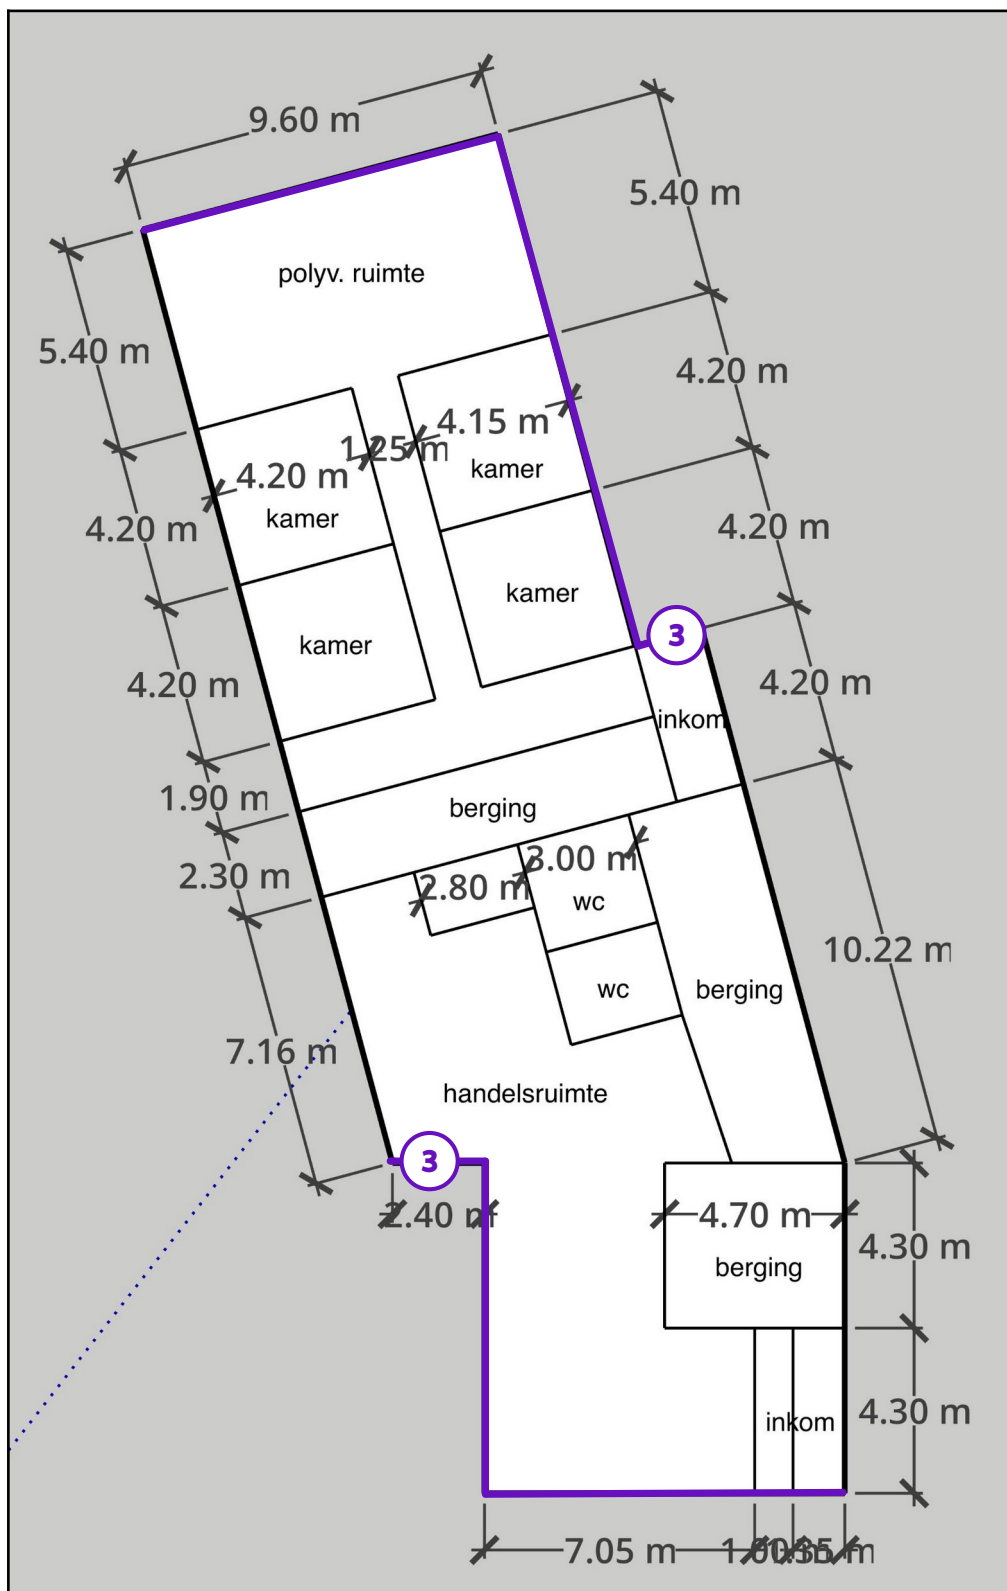 9.60 m
5.40 m
polyv. ruimte
5.40 m
4.20 m
4.15 m
1.25 m
kamer
4.20 m
kamer
4.20 m
4.20 m
kamer
3
kamer
4.20 m
4.20 m
inkom
1.90 m
berging
3.00 m
2.30 m
2.80 m
wc
10.22 m
wc
berging
7.16 m
handelsruimte
3
2.40 m
4.70 m
4.30 m
berging
4.30 m
inkom
7.05 m